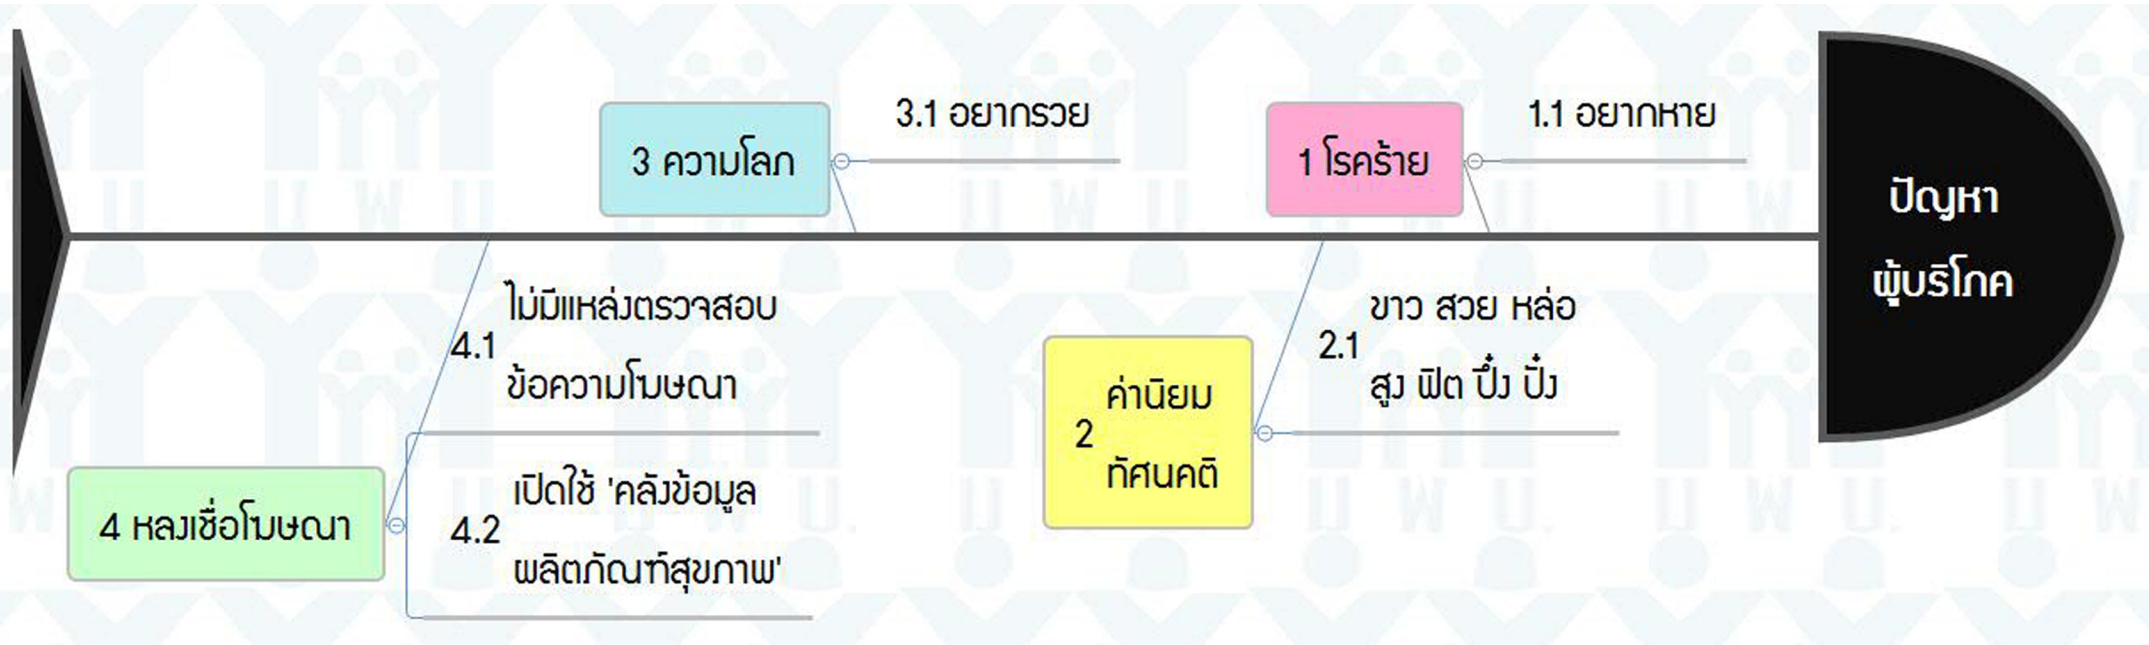 3 ความโลภ
3.1 อยากรวย
1 โรคร้าย
1.1 อยากหาย
ปัญหา
ผู้บริโภค
4 หลงเชื่อโฆษณา
4.1
ไม่มีแหล่งตรวจสอบ
ข้อความโฆษณา
4.2
เปิดใช้ 'คลังข้อมูล
ผลิตภัณฑ์สุขภาพ'
2
ค่านิยม
ทัศนคติ
2.1
ขาว สวย หล่อ
สูง ฟิต ปึ๋ง ปั๋ง
มพบ.